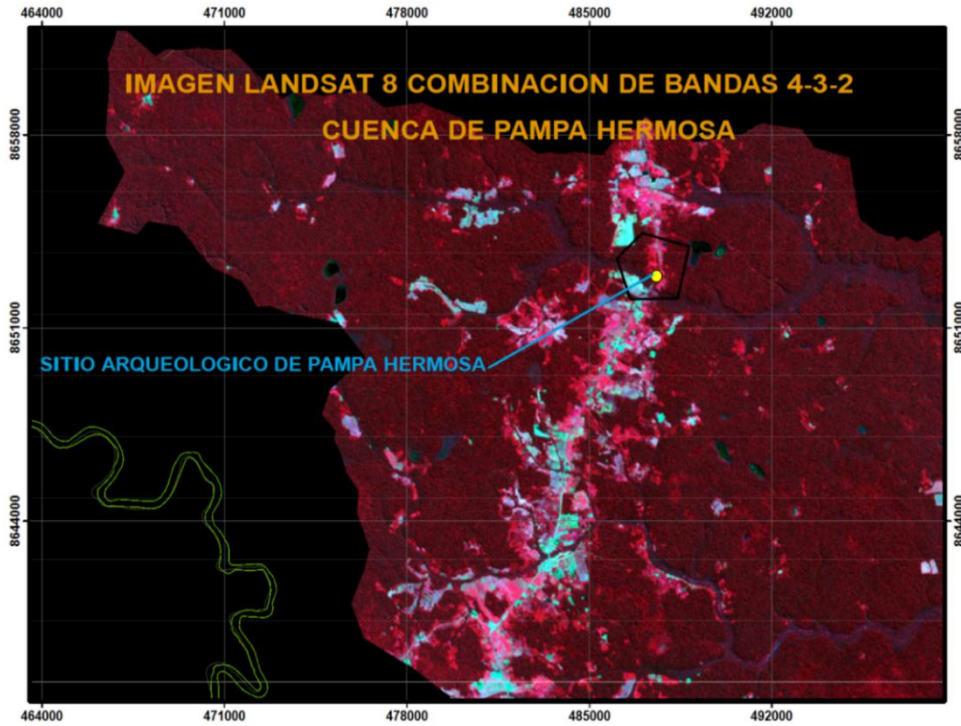 464000 471000 478000 485000 492000
IMAGEN LANDSAT 8 COMBINACION DE BANDAS 4-3-2
CUENCA DE PAMPA HERMOSA
8658000 8658000
8651000 8651000
SITIO ARQUEOLOGICO DE PAMPA HERMOSA
8644000 8644000
464000 471000 478000 485000 492000